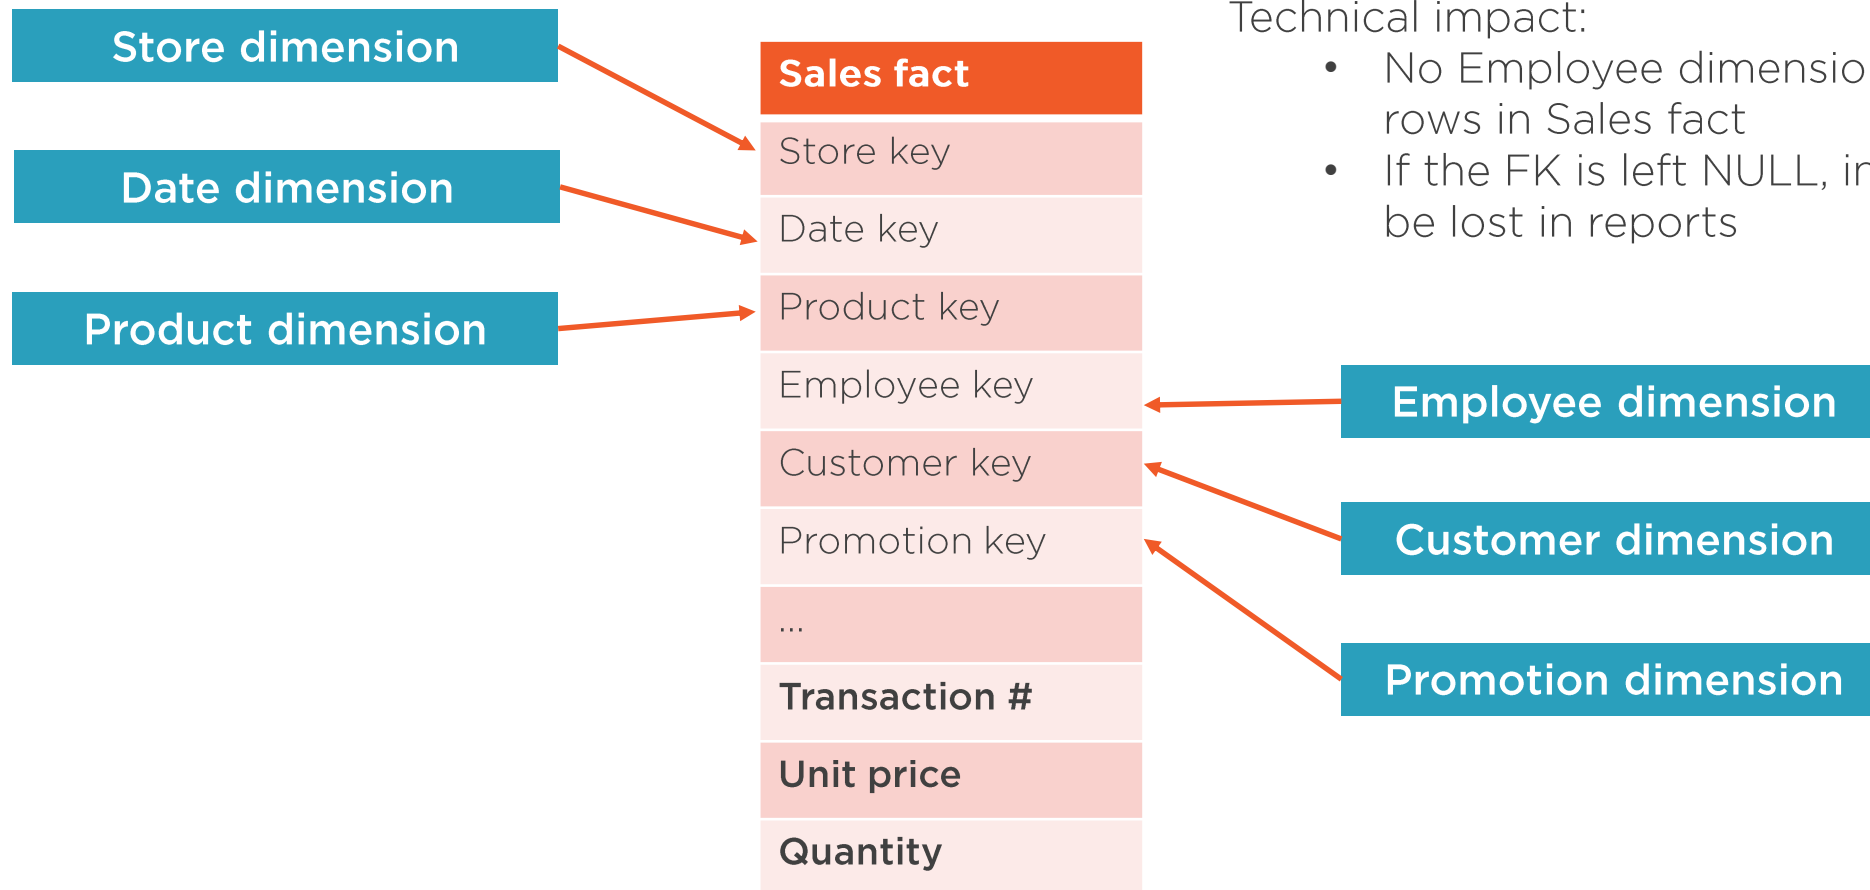 Store dimension
Date dimension
Product dimension
Sales fact
Store key
Date key
Product key
Employee key
Customer key
Promotion key
...
Transaction #
Unit price
Quantity
Technical impact:
• No Employee dimensio
rows in Sales fact
• If the FK is left NULL, in
be lost in reports
Employee dimension
Customer dimension
Promotion dimension